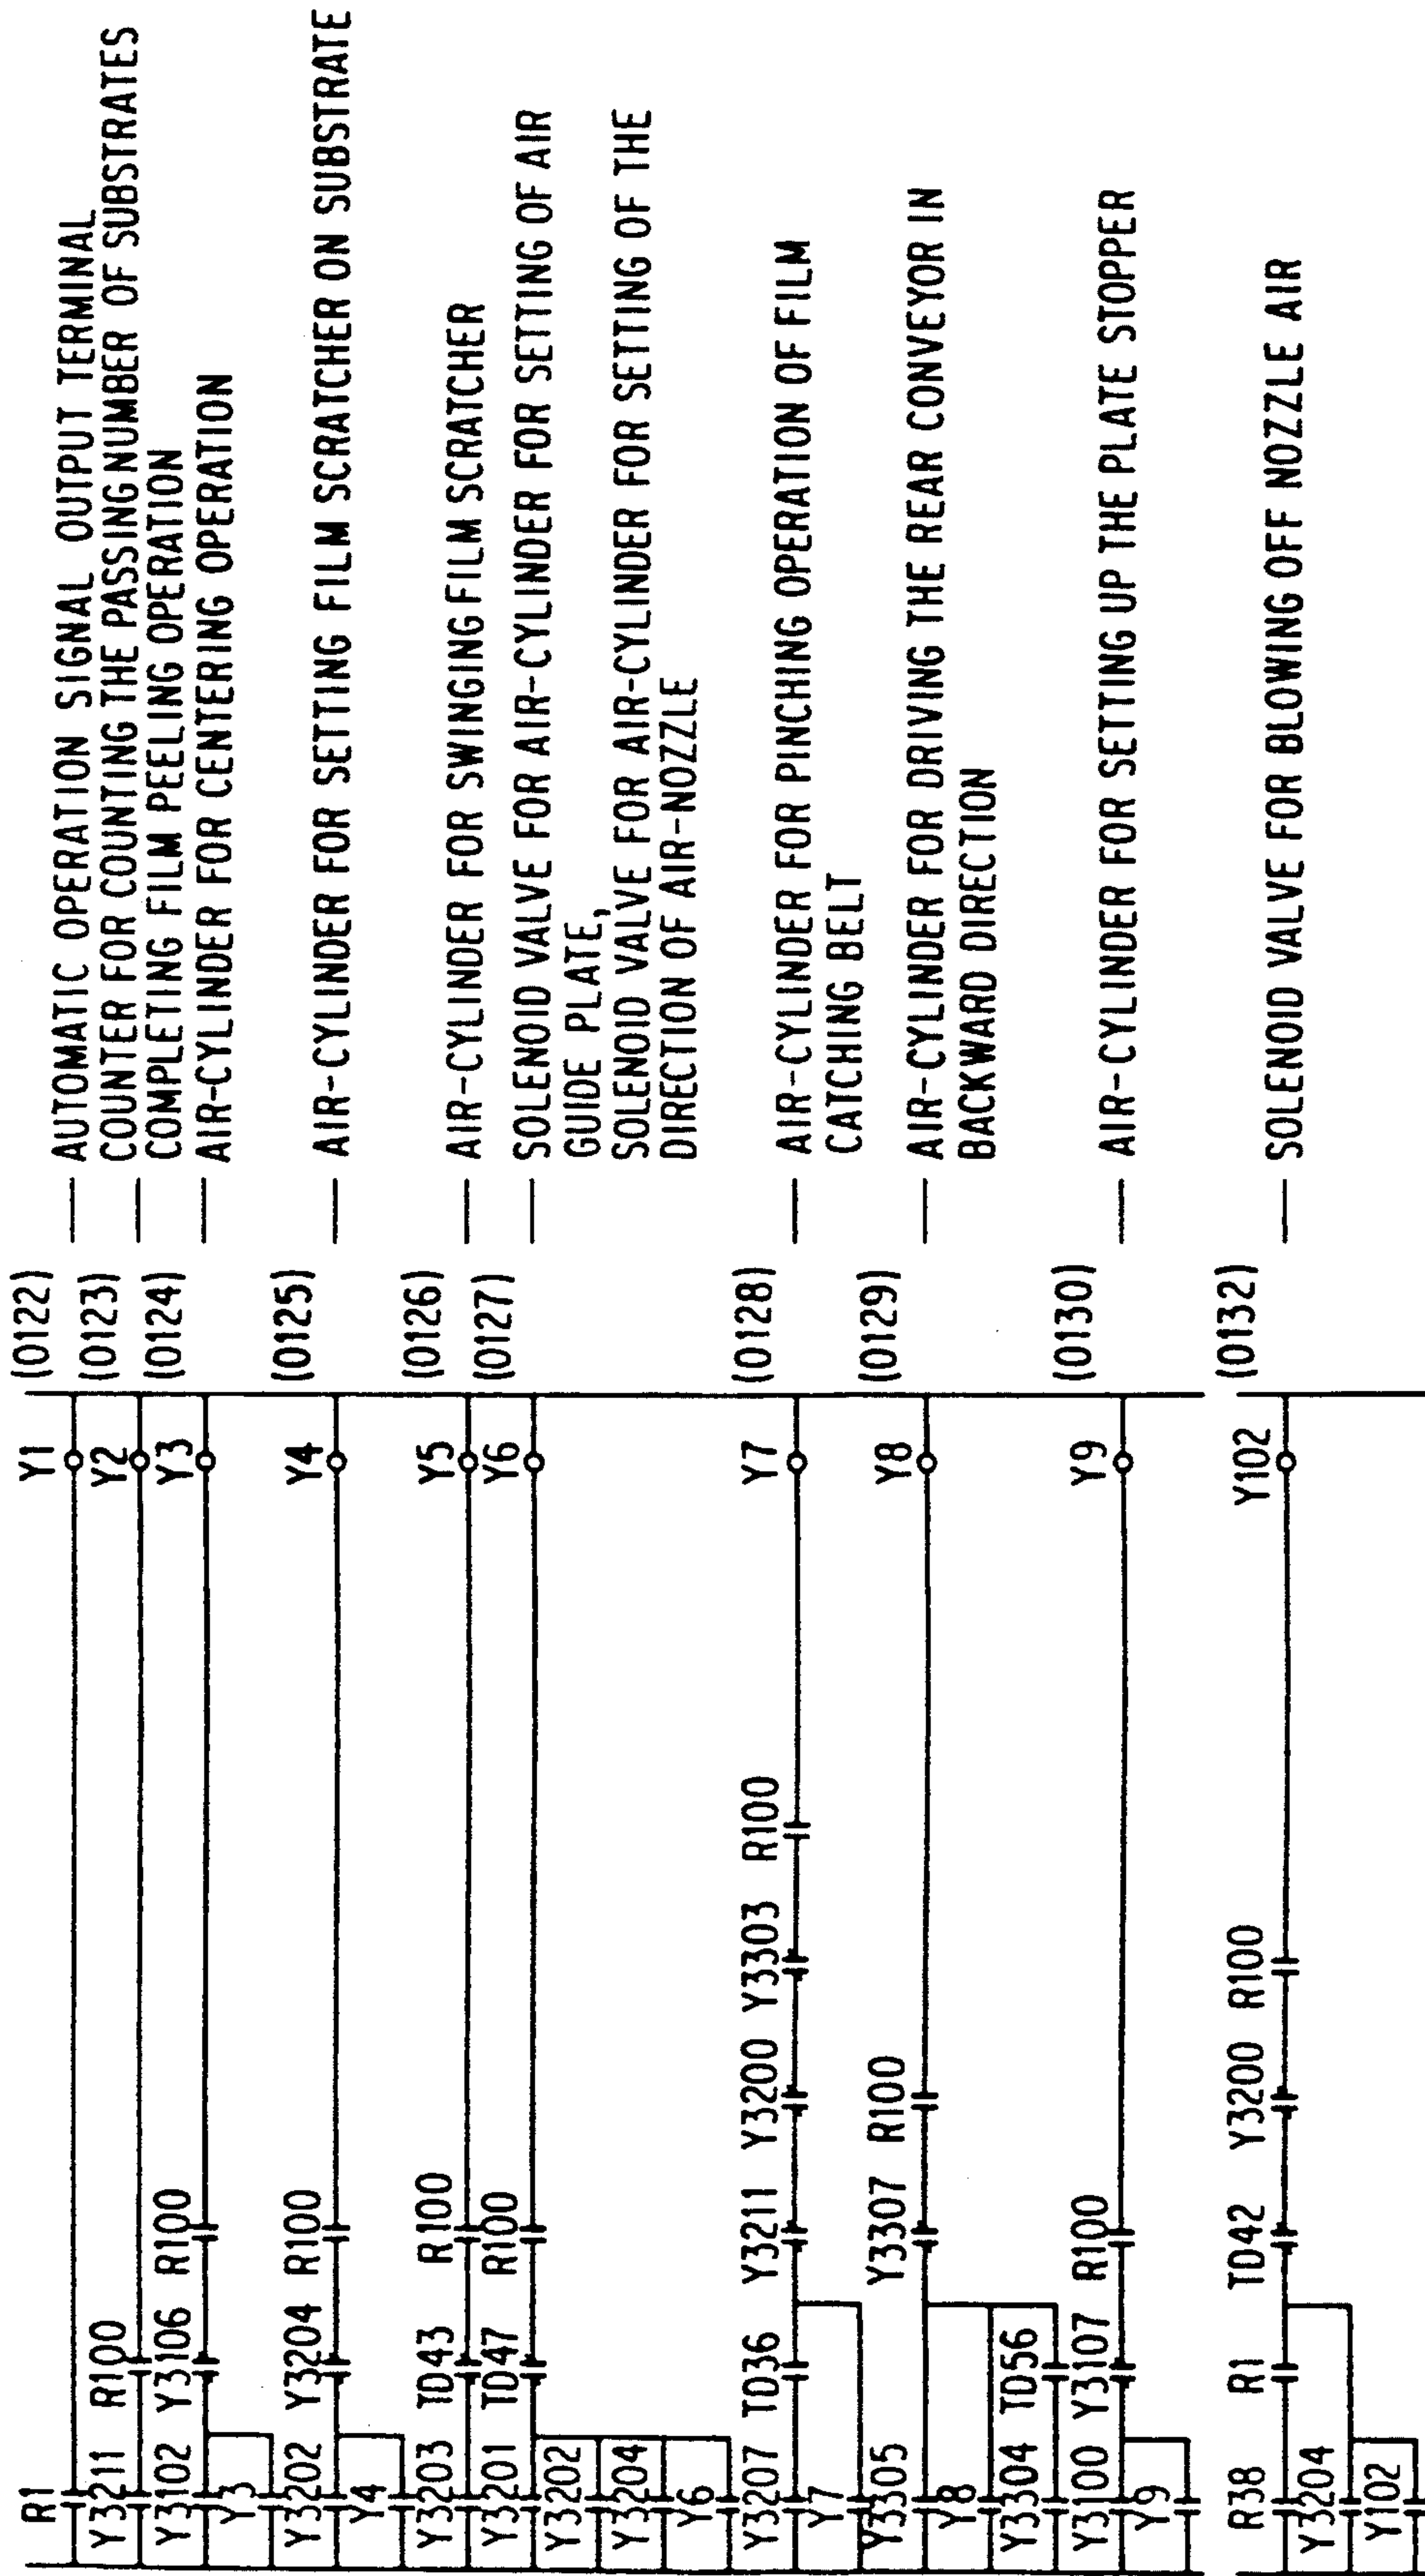 R1 Y1 (0122) AUTOMATIC OPERATION SIGNAL OUTPUT TERMINAL
Y3211 R100 Y2 (0123) COUNTER FOR COUNTING THE PASSING NUMBER OF SUBSTRATES
COMPLETING FILM PEELING OPERATION
Y3102 Y3106 R100 Y3 (0124) AIR-CYLINDER FOR CENTERING OPERATION
Y3
Y3202 Y3204 R100 Y4 (0125) AIR-CYLINDER FOR SETTING FILM SCRATCHER ON SUBSTRATE
Y4
Y3203 TD43 R100 Y5 (0126) AIR-CYLINDER FOR SWINGING FILM SCRATCHER
Y3201 TD47 R100 Y6 (0127) SOLENOID VALVE FOR AIR-CYLINDER FOR SETTING OF AIR
GUIDE PLATE,
Y3202
SOLENOID VALVE FOR AIR-CYLINDER FOR SETTING OF THE
Y3204
DIRECTION OF AIR-NOZZLE
Y6
Y3207 TD36 Y3211 Y3200 Y3303 R100 Y7 (0128) AIR-CYLINDER FOR PINCHING OPERATION OF FILM
Y7
CATCHING BELT
Y3305 Y3307 R100 Y8 (0129) AIR-CYLINDER FOR DRIVING THE REAR CONVEYOR IN
Y8
BACKWARD DIRECTION
Y3304 TD56
Y3100 Y3107 R100 Y9 (0130) AIR-CYLINDER FOR SETTING UP THE PLATE STOPPER
Y9
R38 R1 TD42 Y3200 R100 Y102 (0132) SOLENOID VALVE FOR BLOWING OFF NOZZLE AIR
Y3204
Y102